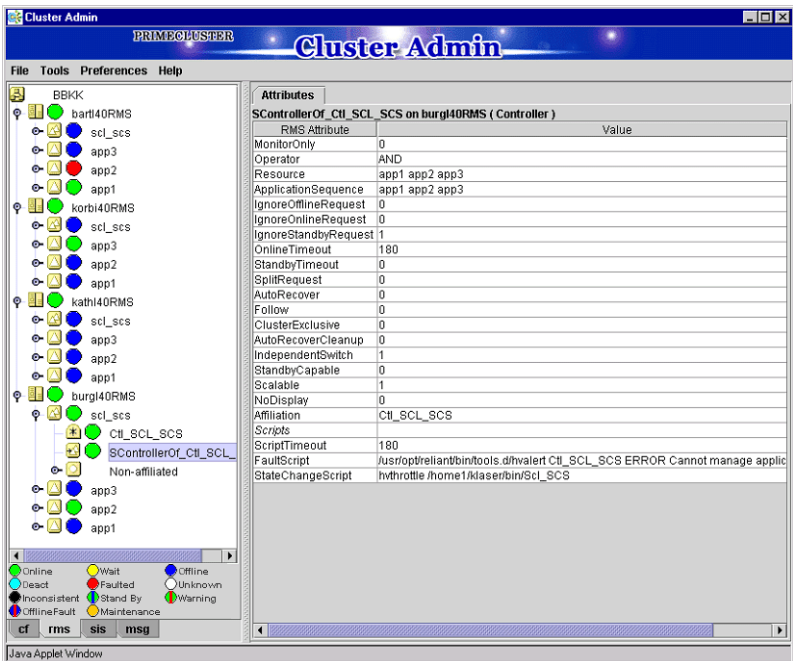 Cluster Admin
PRIMECLUSTER
Cluster Admin
File Tools Preferences Help
BBKK
bartl40RMS
scl_scs
app3
app2
app1
korbi40RMS
scl_scs
app3
app2
app1
kathl40RMS
scl_scs
app3
app2
app1
burgl40RMS
scl_scs
Ctl_SCL_SCS
SControllerOf_Ctl_SCL_
Non-affiliated
app3
app2
app1
Online Wait Offline
Deact Faulted Unknown
Inconsistent Stand By Warning
OfflineFault Maintenance
cf rms sis msg
Attributes
SControllerOf_Ctl_SCL_SCS on burgl40RMS ( Controller )
RMS Attribute Value
MonitorOnly 0
Operator AND
Resource app1 app2 app3
ApplicationSequence app1 app2 app3
IgnoreOfflineRequest 0
IgnoreOnlineRequest 0
IgnoreStandbyRequest 1
OnlineTimeout 180
StandbyTimeout 0
SplitRequest 0
AutoRecover 0
Follow 0
ClusterExclusive 0
AutoRecoverCleanup 0
IndependentSwitch 1
StandbyCapable 0
Scalable 1
NoDisplay 0
Affiliation Ctl_SCL_SCS
Scripts
ScriptTimeout 180
FaultScript /usr/opt/reliant/bin/tools.d/hvalert Ctl_SCL_SCS ERROR Cannot manage applic
StateChangeScript hvthrottle /home1/klaser/bin/Scl_SCS
Java Applet Window